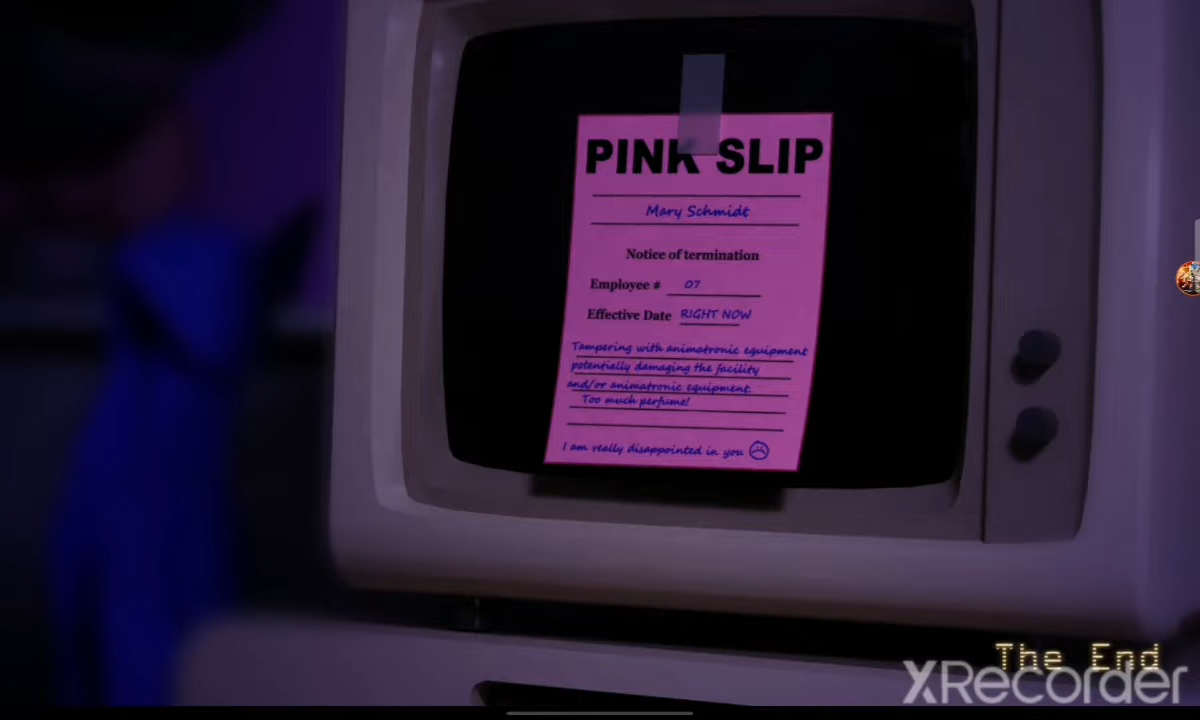 PINK SLIP
Mary Schmidt
Notice of termination
Employee # 07
Effective Date RIGHT NOW
Tampering with animatronic equipment
potentially damaging the facility
and/or animatronic equipment.
Too much perfume!
I am really disappointed in you
The End
XRecorder